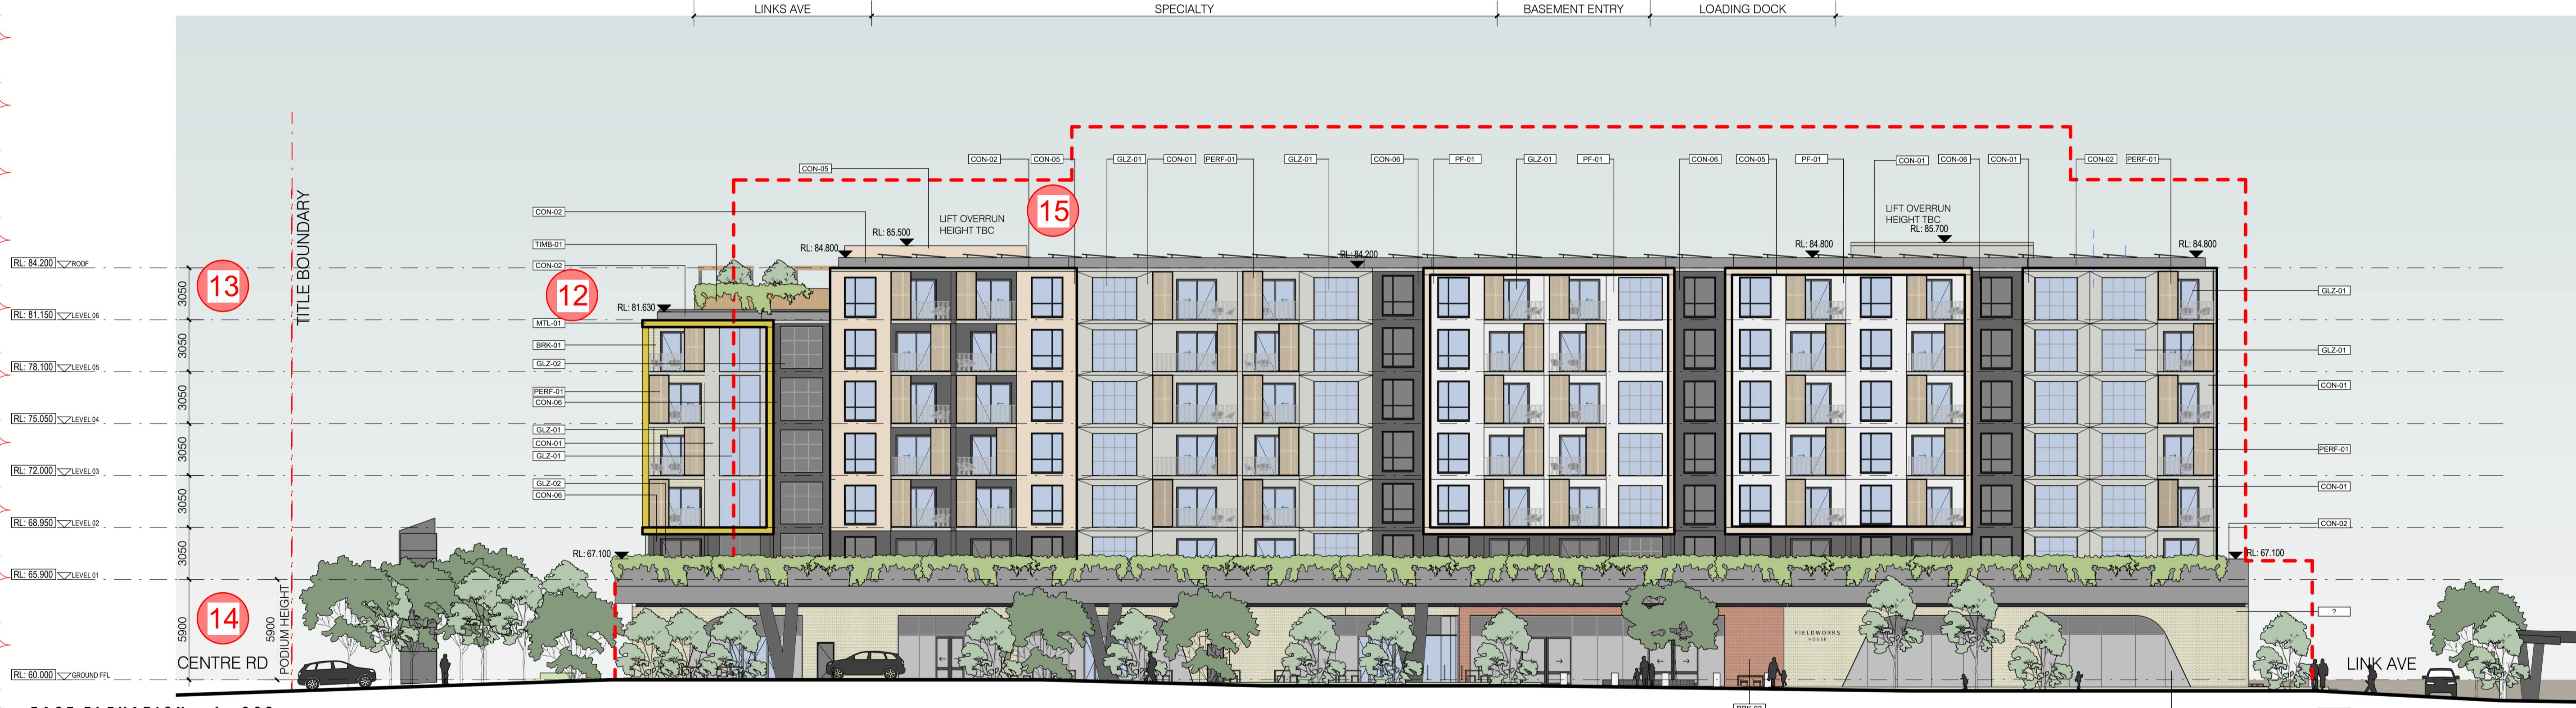 LINKS AVE
SPECIALTY
BASEMENT ENTRY
LOADING DOCK
CON-02
CON-05
GLZ-01
CON-01
PERF-01
GLZ-01
CON-06
PF-01
GLZ-01
PF-01
CON-06
CON-05
PF-01
CON-01
CON-06
CON-01
CON-02
PERF-01
CON-05
TITLE BOUNDARY
15
CON-02
LIFT OVERRUN
HEIGHT TBC
RL: 85.500
LIFT OVERRUN
HEIGHT TBC
RL: 85.700
TIMB-01
RL: 84.800
RL: 84.200
RL: 84.800
RL: 84.800
RL: 84.200 ROOF
CON-02
13
12
3050
GLZ-01
RL: 81.630
RL: 81.150 LEVEL 06
MTL-01
BRK-01
3050
GLZ-01
GLZ-02
RL: 78.100 LEVEL 05
CON-01
PERF-01
3050
CON-06
RL: 75.050 LEVEL 04
GLZ-01
CON-01
3050
PERF-01
GLZ-01
RL: 72.000 LEVEL 03
GLZ-02
CON-01
CON-06
3050
RL: 68.950 LEVEL 02
CON-02
RL: 67.100
3050
RL: 67.100
RL: 65.900 LEVEL 01
14
5900
5900
PODIUM HEIGHT
?
FIELDWORKS
HOUSE
CENTRE RD
LINK AVE
RL: 60.000 GROUND FFL